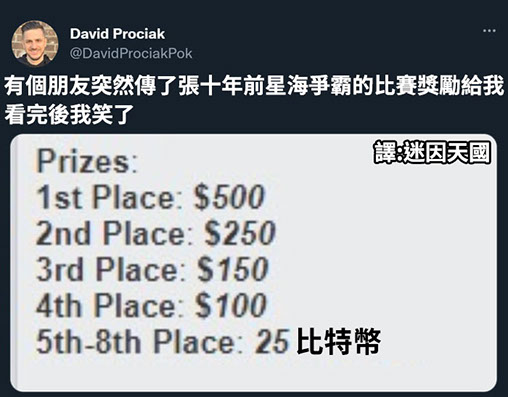 David Prociak
@DavidProciakPok
有個朋友突然傳了張十年前星海爭霸的比賽獎勵給我
看完後我笑了
譯:迷因天國
Prizes:
1st Place: $500
2nd Place: $250
3rd Place: $150
4th Place: $100
5th-8th Place: 25 比特幣